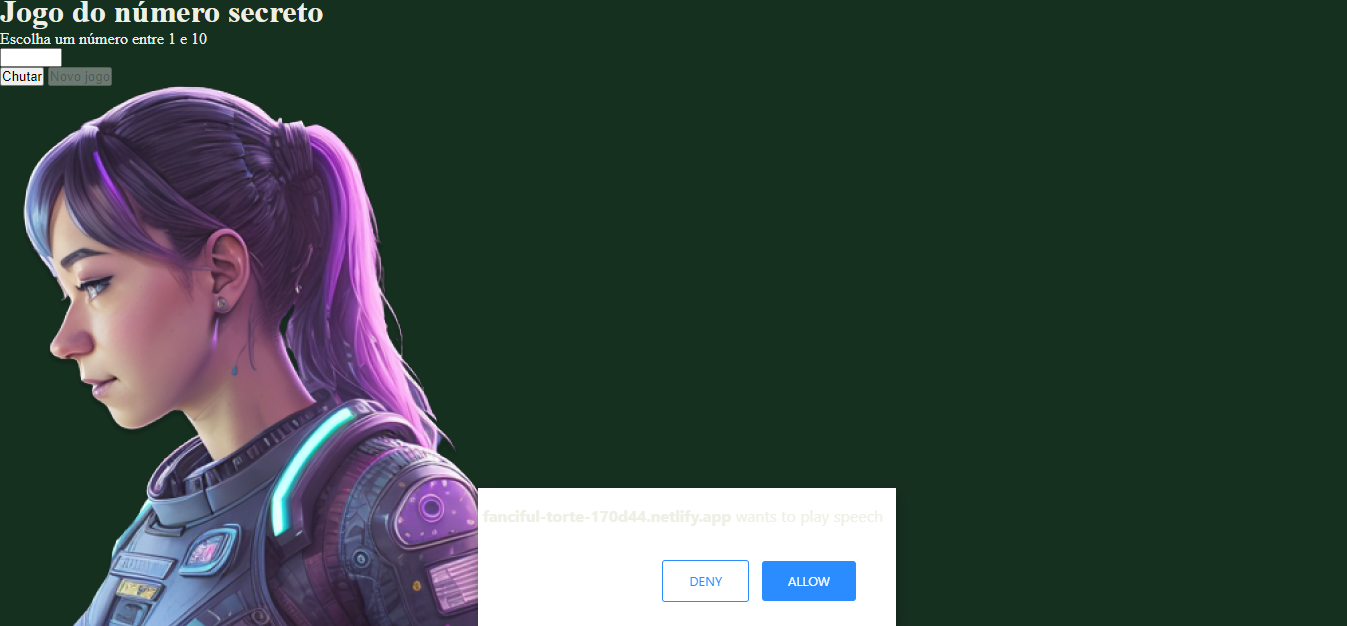 Jogo do número secreto
Escolha um número entre 1 e 10
Chutar Novo jogo
fanciful-torte-170d44.netlify.app wants to play speech
DENY ALLOW